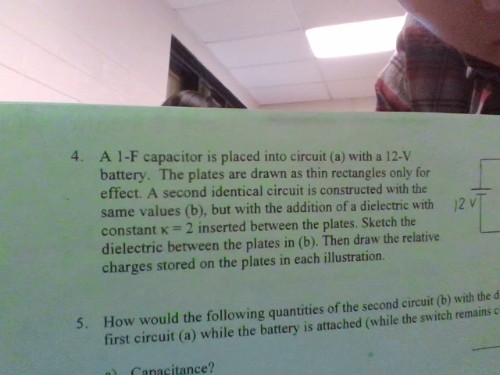 4. A 1-F capacitor is placed into circuit (a) with a 12-V
battery. The plates are drawn as thin rectangles only for
effect. A second identical circuit is constructed with the
same values (b), but with the addition of a dielectric with
constant κ = 2 inserted between the plates. Sketch the
dielectric between the plates in (b). Then draw the relative
charges stored on the plates in each illustration.
12 V
5. How would the following quantities of the second circuit (b) with the d
first circuit (a) while the battery is attached (while the switch remains c
a) Capacitance?